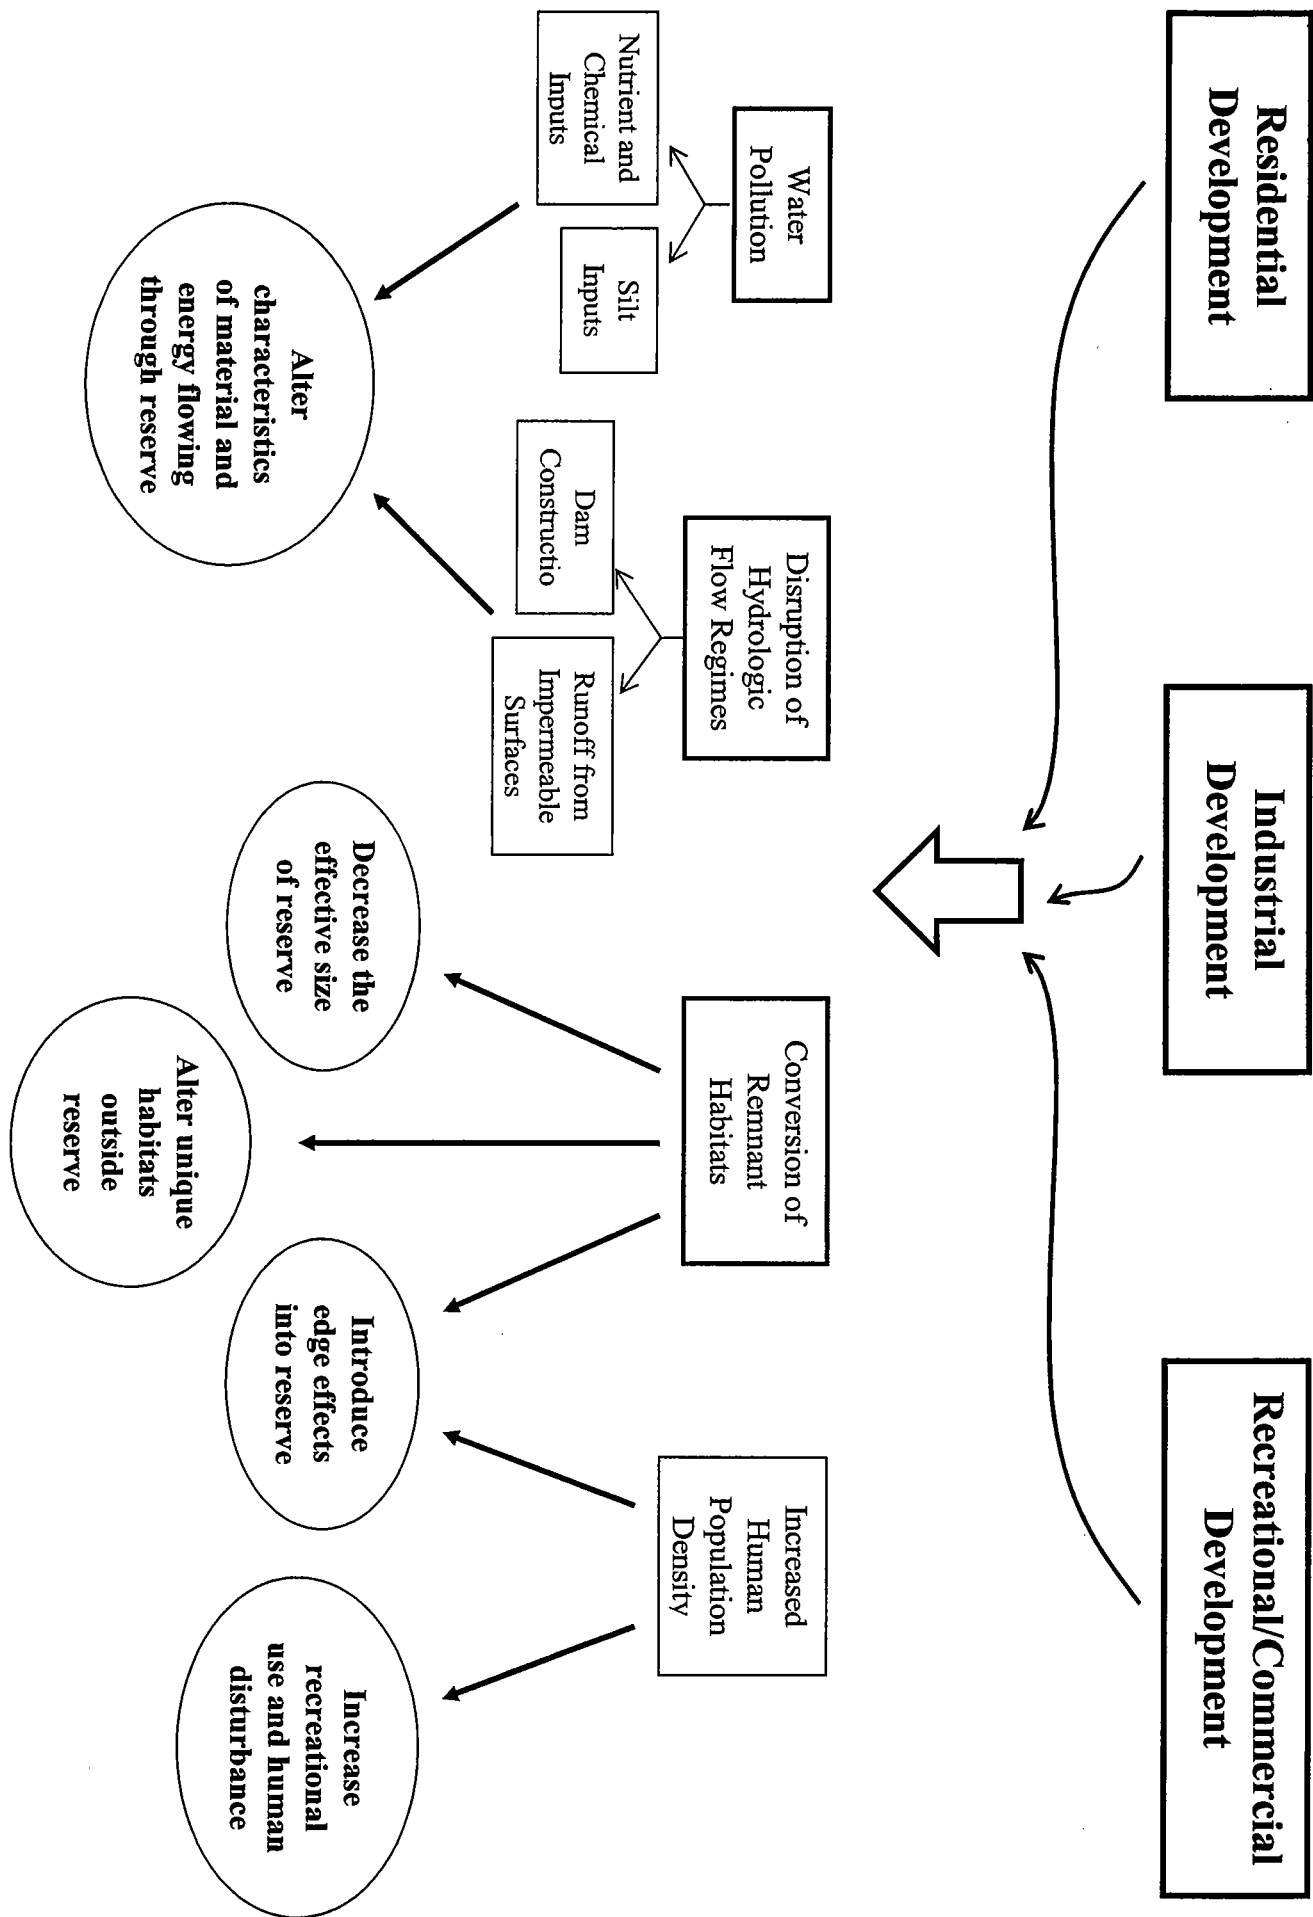 Residential
Development
Industrial
Development
Recreational/Commercial
Development
Water
Pollution
Nutrient and
Chemical
Inputs
Silt
Inputs
Disruption of
Hydrologic
Flow Regimes
Dam
Constructio
Runoff from
Impermeable
Surfaces
Conversion of
Remnant
Habitats
Increased
Human
Population
Density
Alter
characteristics
of material and
energy flowing
through reserve
Decrease the
effective size
of reserve
Alter unique
habitats
outside
reserve
Introduce
edge effects
into reserve
Increase
recreational
use and human
disturbance